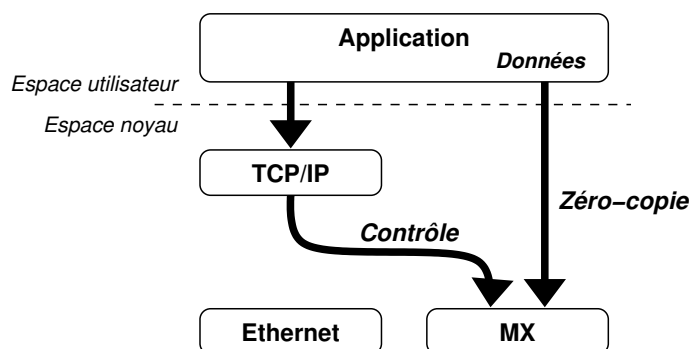 Application
Données
Espace utilisateur
Espace noyau
TCP/IP
Zéro−copie
Contrôle
Ethernet
MX